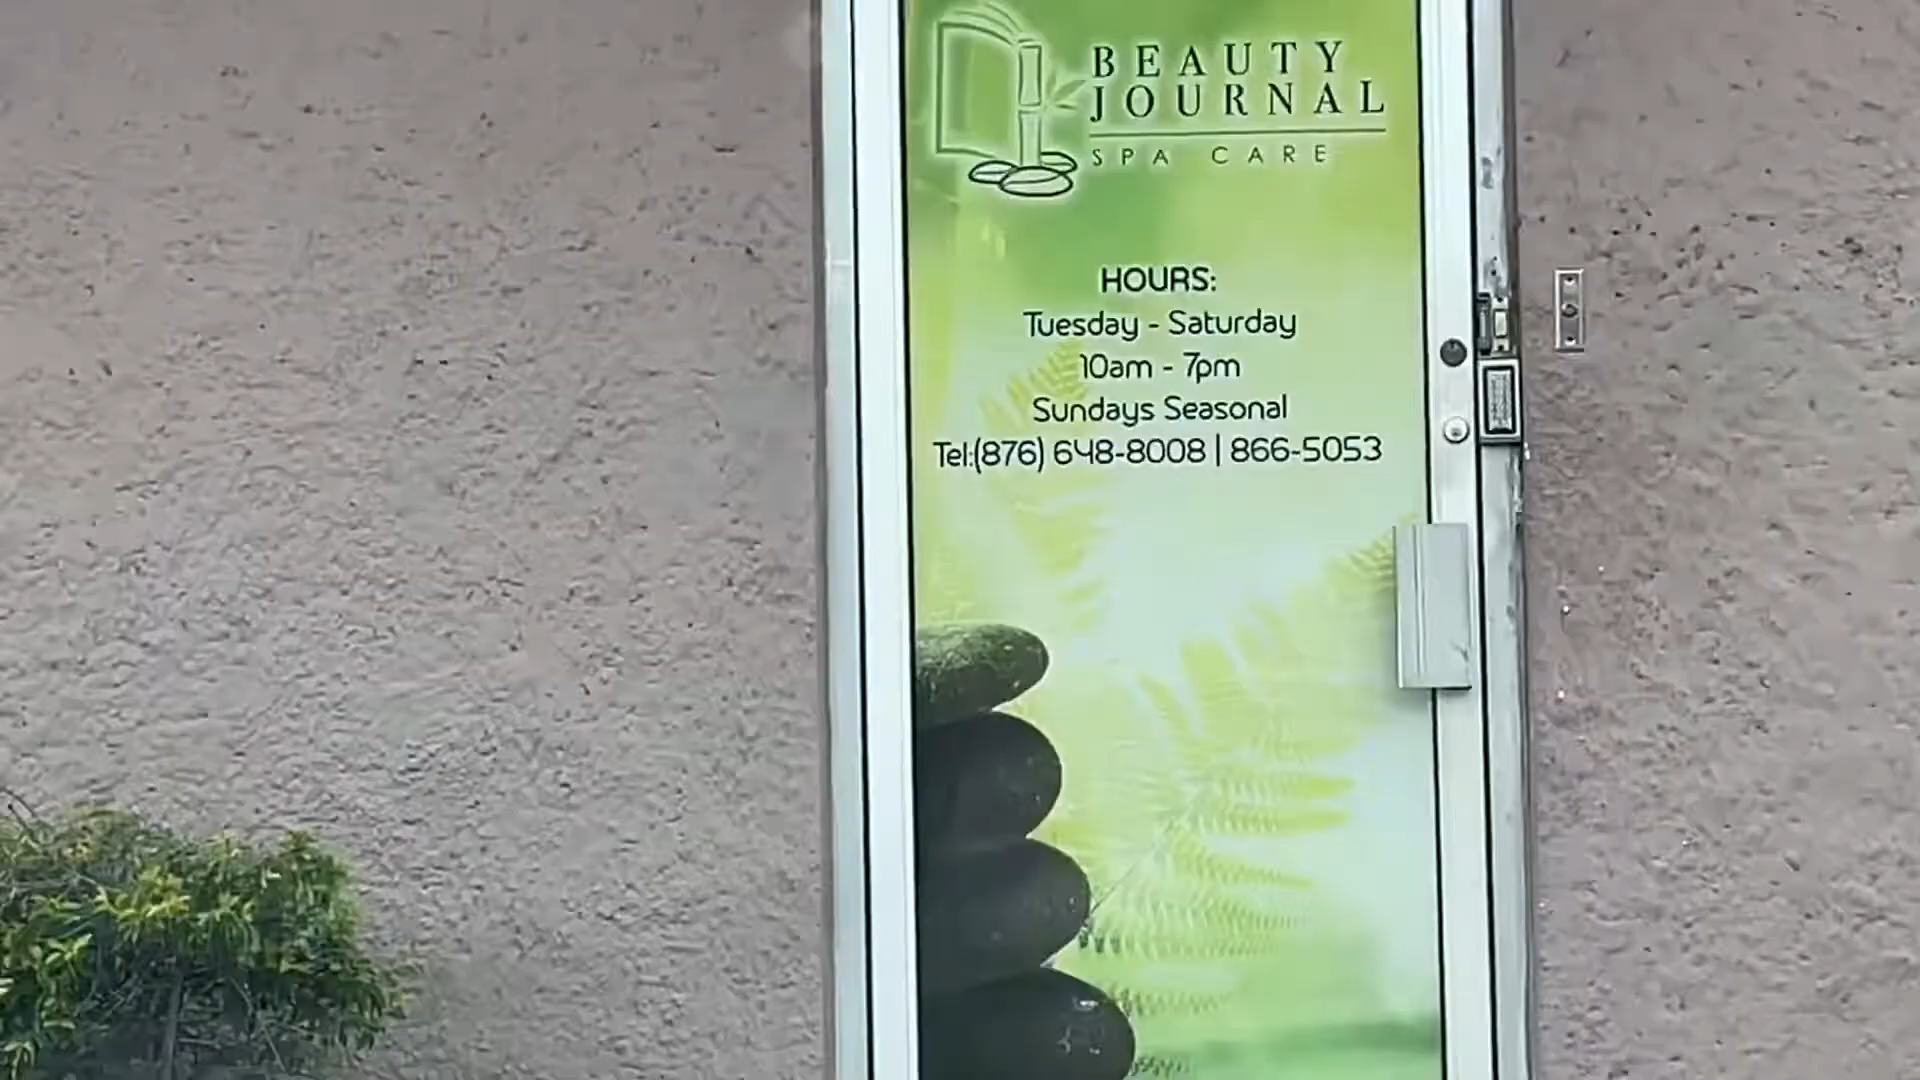 BEAUTY
JOURNAL
SPA CARE
HOURS:
Tuesday - Saturday
10am - 7pm
Sundays Seasonal
Tel:(876) 648-8008 | 866-5053